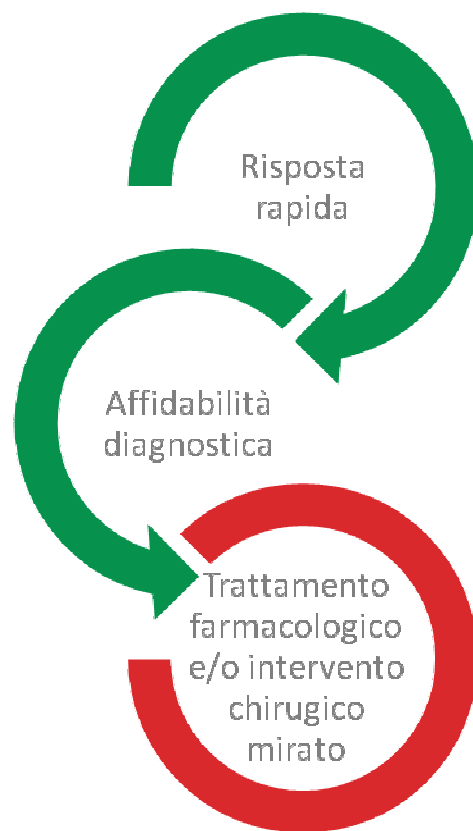 Risposta
rapida
Affidabilità
diagnostica
Trattamento
farmacologico
e/o intervento
chirugico
mirato